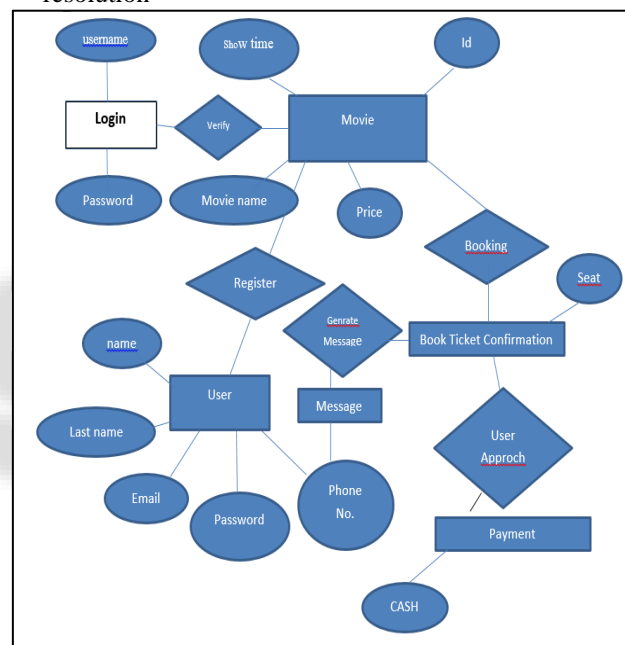 resolution
username
Show time
Id
Login
Verify
Movie
Password
Movie name
Price
Booking
Register
Seat
Genrate
Message
Book Ticket Confirmation
name
User
Message
Last name
User
Approch
Email
Password
Phone
No.
Payment
CASH